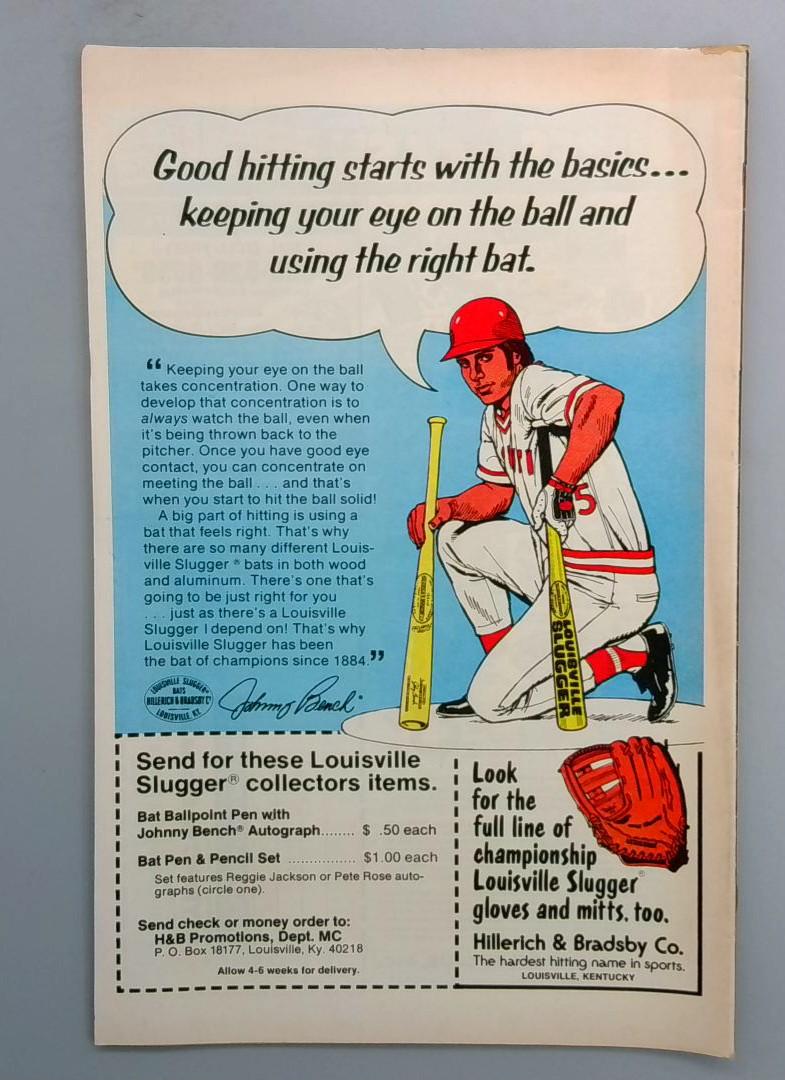 Good hitting starts with the basics...
keeping your eye on the ball and
using the right bat.
“ Keeping your eye on the ball
takes concentration. One way to
develop that concentration is to
always watch the ball, even when
it's being thrown back to the
pitcher. Once you have good eye
contact, you can concentrate on
meeting the ball . . . and that's
when you start to hit the ball solid!
A big part of hitting is using a
bat that feels right. That's why
there are so many different Louis-
ville Slugger ® bats in both wood
and aluminum. There's one that's
going to be just right for you
. . . just as there's a Louisville
Slugger I depend on! That's why
Louisville Slugger has been
the bat of champions since 1884.”
LOUISVILLE SLUGGER
BATS
HILLERICH & BRADSBY Cº
LOUISVILLE, KY.
Johnny Bench
5
LOUISVILLE
SLUGGER
Send for these Louisville
Slugger® collectors items.
Bat Ballpoint Pen with
Johnny Bench® Autograph........ $ .50 each
Bat Pen & Pencil Set ................ $1.00 each
Set features Reggie Jackson or Pete Rose auto-
graphs (circle one).
Send check or money order to:
H&B Promotions, Dept. MC
P. O. Box 18177, Louisville, Ky. 40218
Allow 4-6 weeks for delivery.
Look
for the
full line of
championship
Louisville Slugger®
gloves and mitts, too.
Hillerich & Bradsby Co.
The hardest hitting name in sports.
LOUISVILLE, KENTUCKY